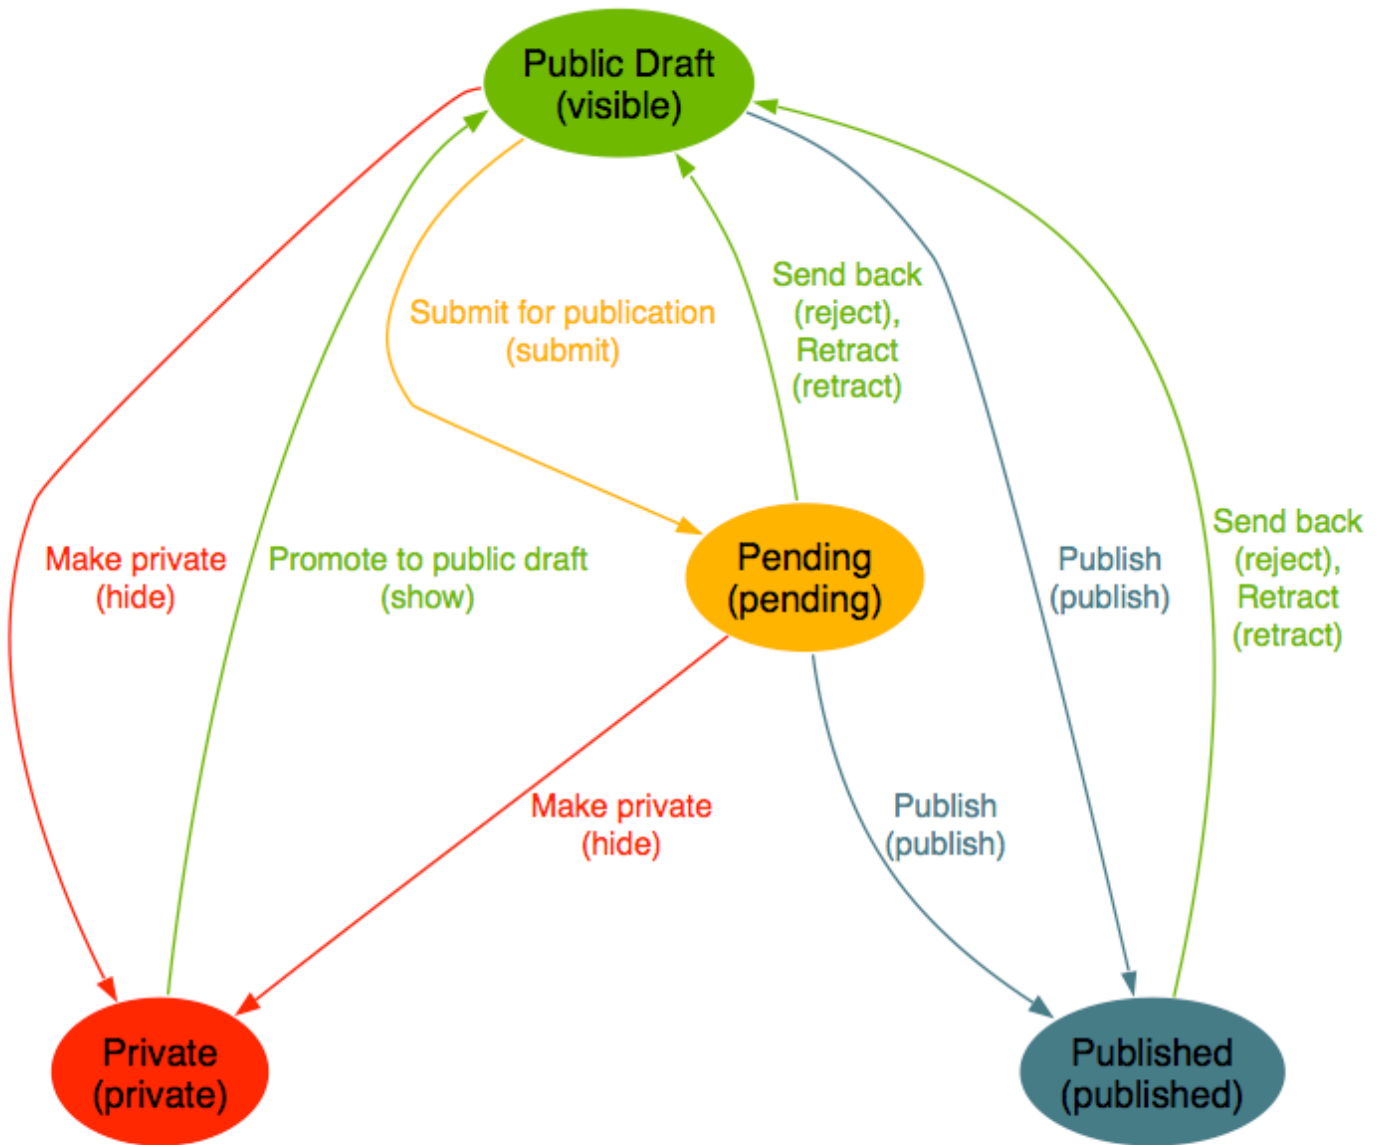 Public Draft
(visible)
Submit for publication
(submit)
Send back
(reject),
Retract
(retract)
Make private
(hide)
Promote to public draft
(show)
Pending
(pending)
Publish
(publish)
Send back
(reject),
Retract
(retract)
Make private
(hide)
Publish
(publish)
Private
(private)
Published
(published)